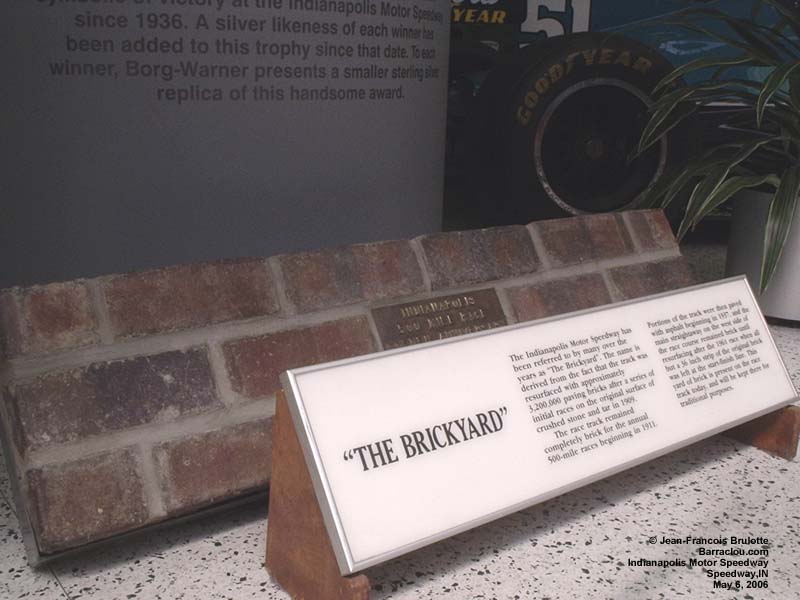 symbolic of victory at the Indianapolis Motor Speedway
since 1936. A silver likeness of each winner has
been added to this trophy since that date. To each
winner, Borg-Warner presents a smaller sterling silver
replica of this handsome award.
YEAR
51
GOODYEAR
INDIANAPOLIS
500 MILE RACE
"THE BRICKYARD"
The Indianapolis Motor Speedway has
been referred to by many over the
years as "The Brickyard". The name is
derived from the fact that the track was
resurfaced with approximately
3,200,000 paving bricks after a series of
initial races on the original surface of
crushed stone and tar in 1909.
The race track remained
completely brick for the annual
500-mile races beginning in 1911.
Portions of the track were then paved
with asphalt beginning in 1937, and the
main straightaway on the west side of
the race course remained brick until
resurfacing after the 1961 race when all
but a 36 inch strip of the original brick
was left at the start-finish line. This
yard of brick is present on the race
track today, and will be kept there for
traditional purposes.
© Jean-Francois Brulotte
Barraclou.com
Indianapolis Motor Speedway
Speedway,IN
May 6, 2006